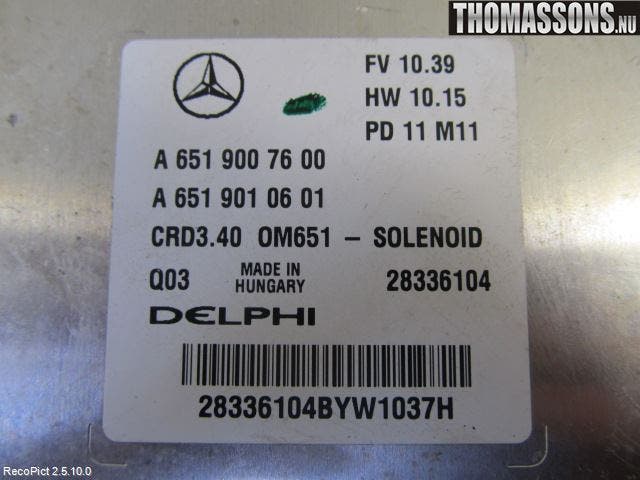 THOMASSONS.NU
FV 10.39
HW 10.15
PD 11 M11
A 651 900 76 00
A 651 901 06 01
CRD3.40 OM651 – SOLENOID
Q03 MADE IN HUNGARY 28336104
DELPHI
28336104BYW1037H
RecoPict 2.5.10.0